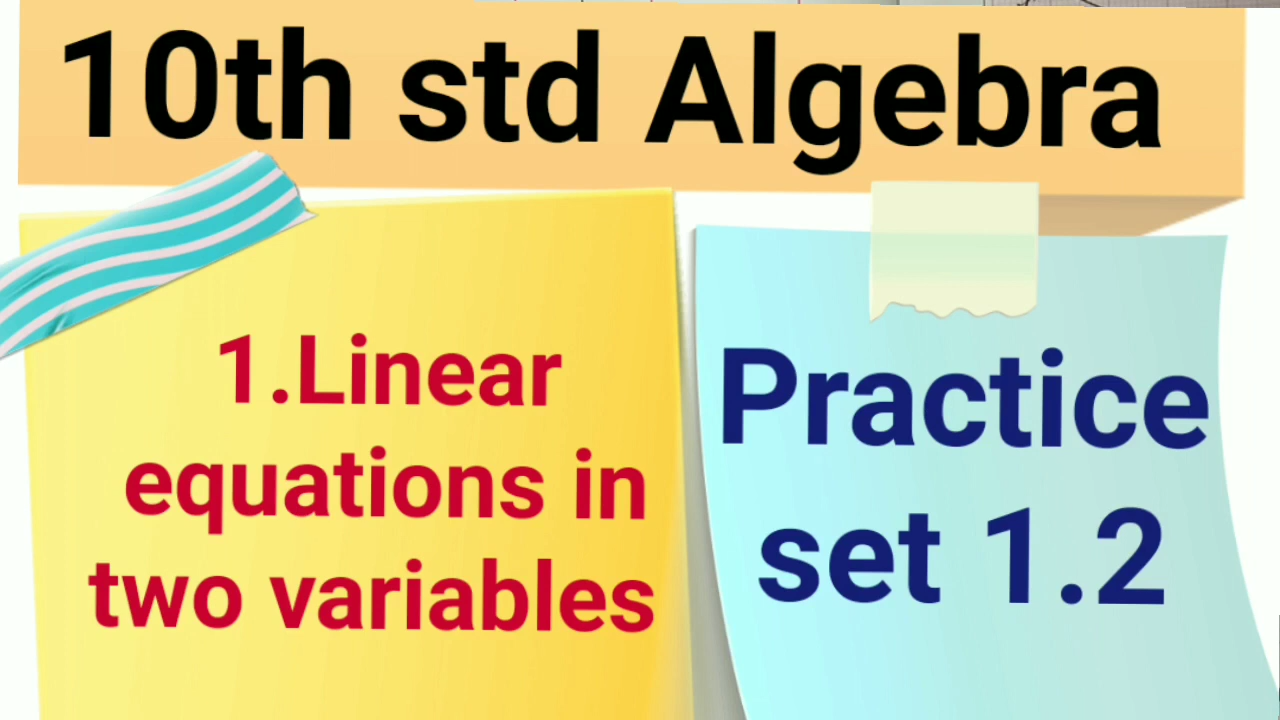 10th std Algebra
1.Linear
equations in
two variables
Practice
set 1.2